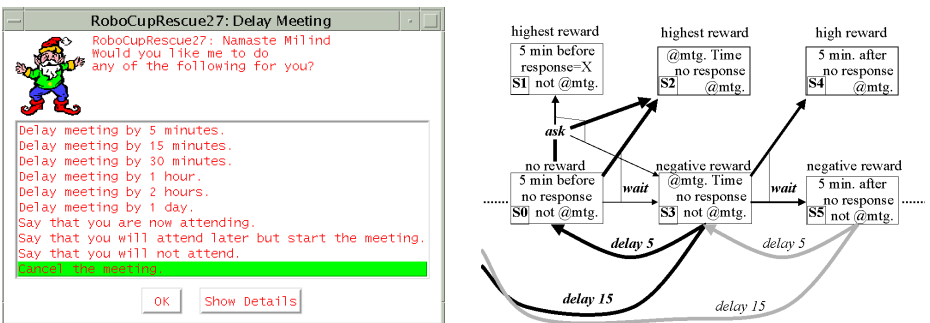 RoboCupRescue27: Delay Meeting
RoboCupRescue27: Namaste Milind
Would you like me to do
any of the following for you?
Delay meeting by 5 minutes.
Delay meeting by 15 minutes.
Delay meeting by 30 minutes.
Delay meeting by 1 hour.
Delay meeting by 2 hours.
Delay meeting by 1 day.
Say that you are now attending.
Say that you will attend later but start the meeting.
Say that you will not attend.
Cancel the meeting.
OK
Show Details
highest reward
5 min before
response=X
S1 not @mtg.
highest reward
@mtg. Time
no response
S2 @mtg.
high reward
5 min. after
no response
S4 @mtg.
ask
no reward
5 min before
no response
S0 not @mtg.
wait
negative reward
@mtg. Time
no response
S3 not @mtg.
wait
negative reward
5 min. after
no response
S5 not @mtg.
delay 5
delay 5
delay 15
delay 15